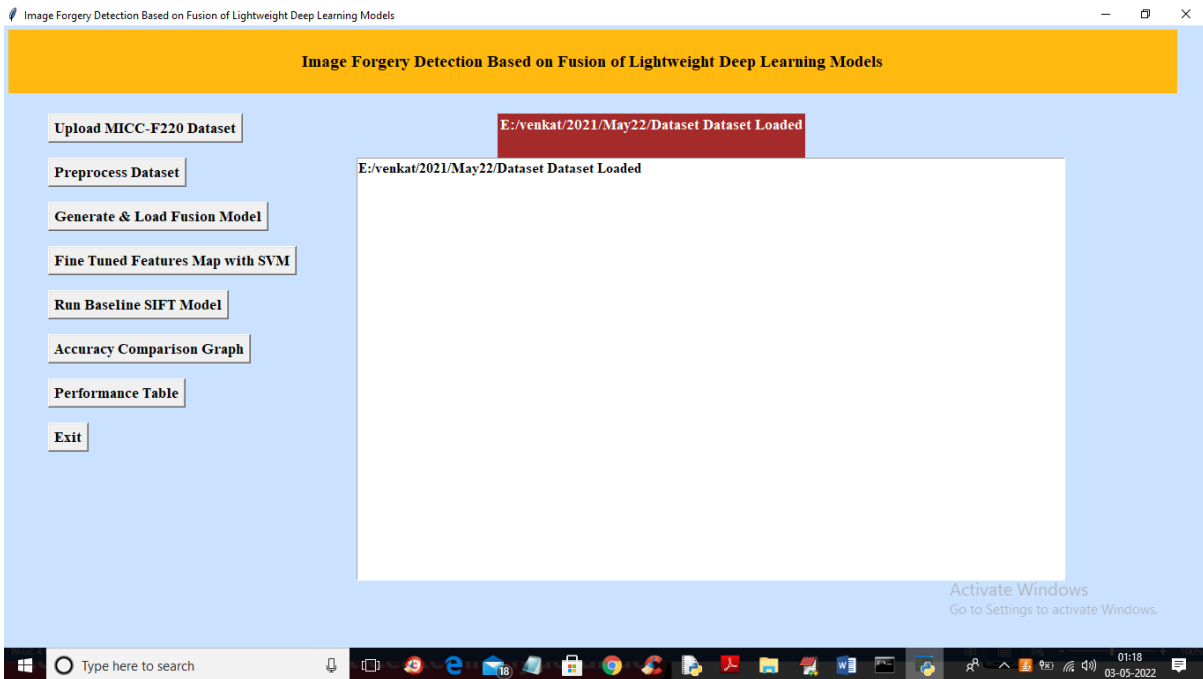 Image Forgery Detection Based on Fusion of Lightweight Deep Learning Models
Image Forgery Detection Based on Fusion of Lightweight Deep Learning Models
Upload MICC-F220 Dataset
E:/venkat/2021/May22/Dataset Dataset Loaded
Preprocess Dataset
E:/venkat/2021/May22/Dataset Dataset Loaded
Generate & Load Fusion Model
Fine Tuned Features Map with SVM
Run Baseline SIFT Model
Accuracy Comparison Graph
Performance Table
Exit
Activate Windows
Go to Settings to activate Windows.
Type here to search
18
01:18
03-05-2022